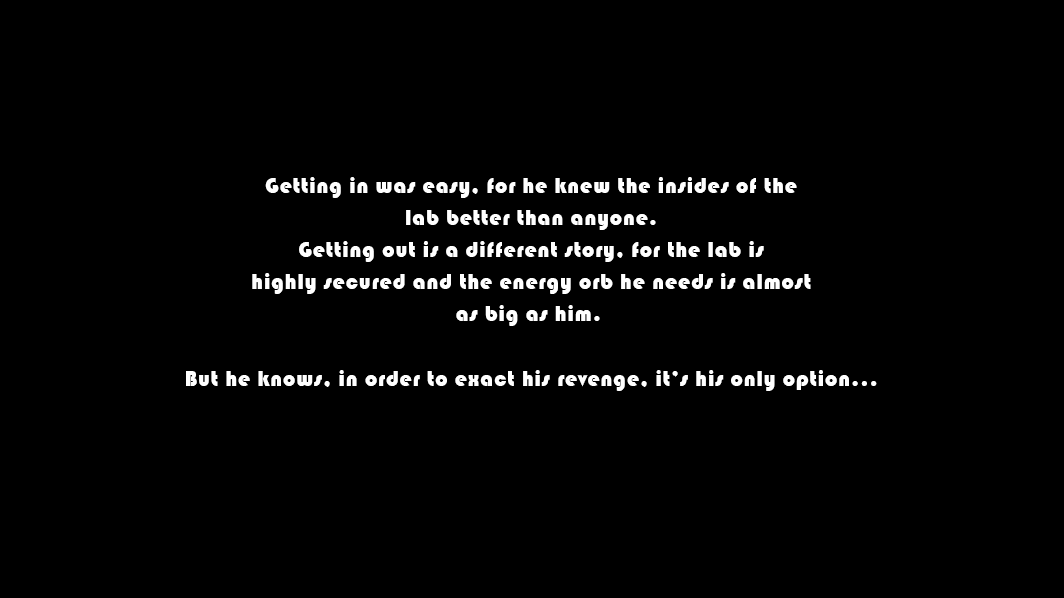 Getting in was easy, for he knew the insides of the
lab better than anyone.
Getting out is a different story, for the lab is
highly secured and the energy orb he needs is almost
as big as him.
But he knows, in order to exact his revenge, it's his only option...